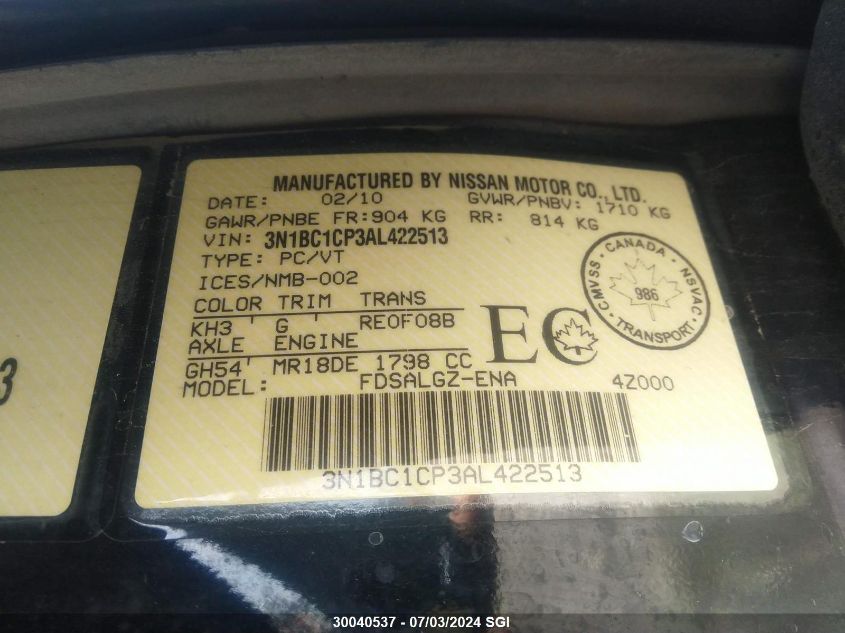 MANUFACTURED BY NISSAN MOTOR CO., LTD.
DATE: 02/10 GVWR/PNBV: 1710 KG
GAWR/PNBE FR: 904 KG RR: 814 KG
VIN: 3N1BC1CP3AL422513
TYPE: PC/VT
ICES/NMB-002
COLOR TRIM TRANS
KH3 ' G ' RE0F08B
AXLE ENGINE
GH54' MR18DE 1798 CC
MODEL: FDSALGZ-ENA 4Z000
EC
CANADA
CMVSS - NSVAC
986
TRANSPORT
3N1BC1CP3AL422513
3
30040537 - 07/03/2024 SGI